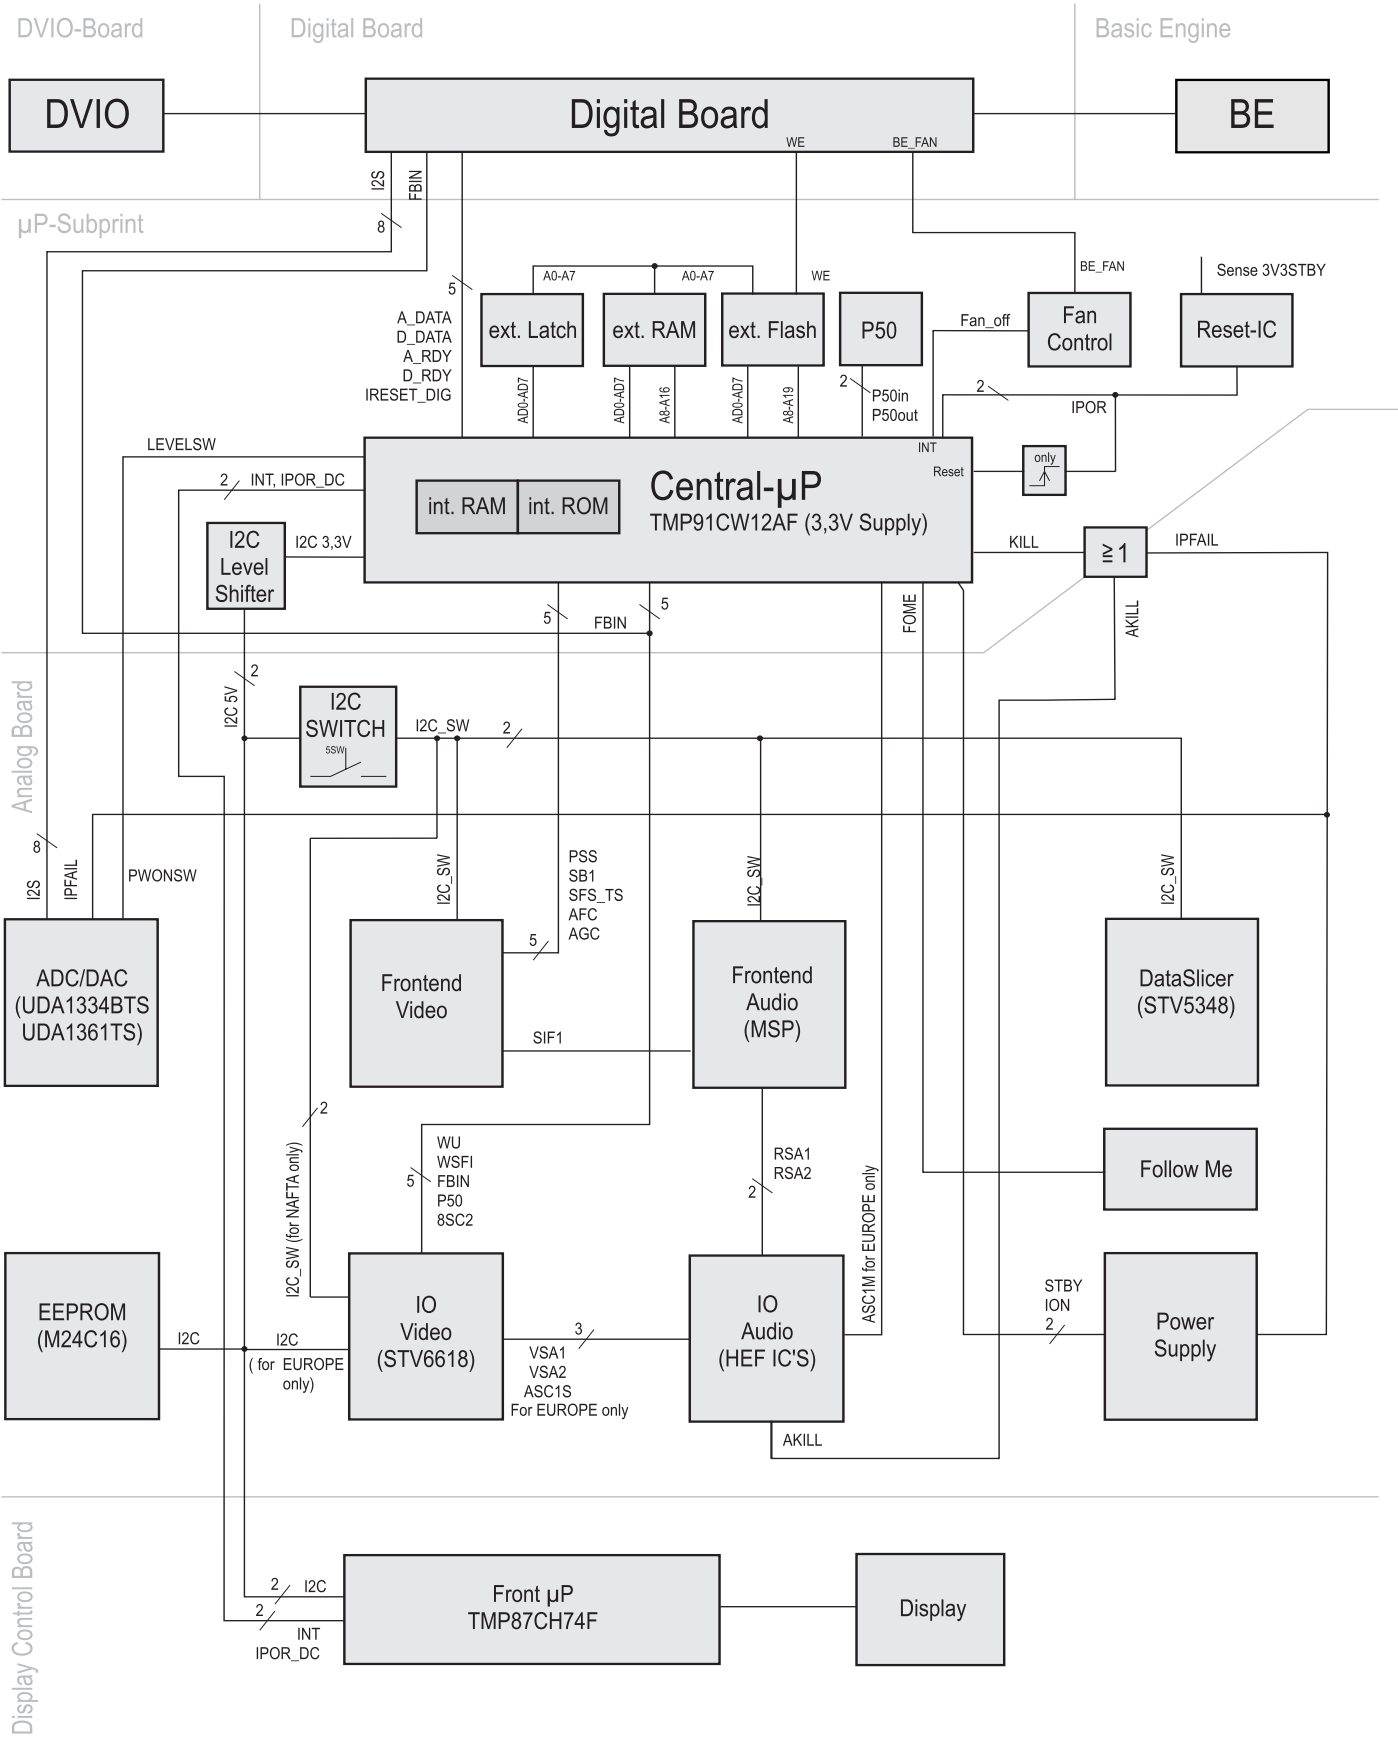 DVIO-Board
Digital Board
Basic Engine
DVIO
Digital Board
WE
BE_FAN
BE
I2S
FBIN
8
µP-Subprint
5
A_DATA
D_DATA
A_RDY
D_RDY
IRESET_DIG
A0-A7
A0-A7
WE
BE_FAN
Sense 3V3STBY
ext. Latch
ext. RAM
ext. Flash
P50
Fan_off
Fan
Control
Reset-IC
AD0-AD7
AD0-AD7
A8-A16
AD0-AD7
A8-A19
2
P50in
P50out
2
IPOR
LEVELSW
2
INT, IPOR_DC
INT
Reset
only
int. RAM
int. ROM
Central-µP
TMP91CW12AF (3,3V Supply)
I2C
Level
Shifter
I2C 3,3V
KILL
≧1
IPFAIL
AKILL
5
5
FBIN
FOME
Analog Board
2
I2C 5V
I2C
SWITCH
5SW
I2C_SW
2
8
I2S
IPFAIL
PWONSW
I2C_SW
PSS
SB1
SFS_TS
AFC
AGC
5
I2C_SW
I2C_SW
ADC/DAC
(UDA1334BTS
UDA1361TS)
Frontend
Video
SIF1
Frontend
Audio
(MSP)
DataSlicer
(STV5348)
2
I2C_SW (for NAFTA only)
WU
WSFI
FBIN
P50
8SC2
5
RSA1
RSA2
2
ASC1M for EUROPE only
Follow Me
EEPROM
(M24C16)
I2C
I2C
( for EUROPE
only)
IO
Video
(STV6618)
3
VSA1
VSA2
ASC1S
For EUROPE only
IO
Audio
(HEF IC'S)
AKILL
STBY
ION
2
Power
Supply
Display Control Board
2
I2C
2
INT
IPOR_DC
Front µP
TMP87CH74F
Display